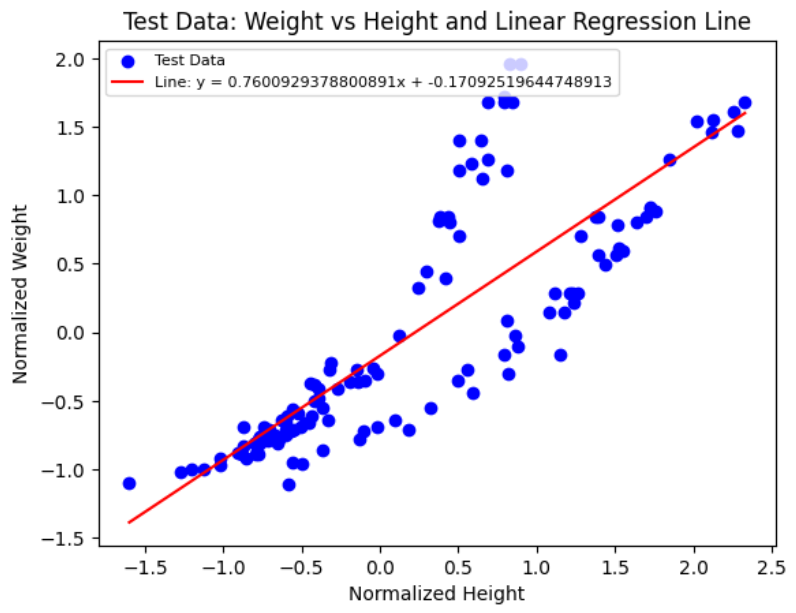 Test Data: Weight vs Height and Linear Regression Line
Test Data
Line: y = 0.7600929378800891x + -0.17092519644748913
2.0
1.5
1.0
0.5
0.0
−0.5
−1.0
−1.5
Normalized Weight
−1.5 −1.0 −0.5 0.0 0.5 1.0 1.5 2.0 2.5
Normalized Height